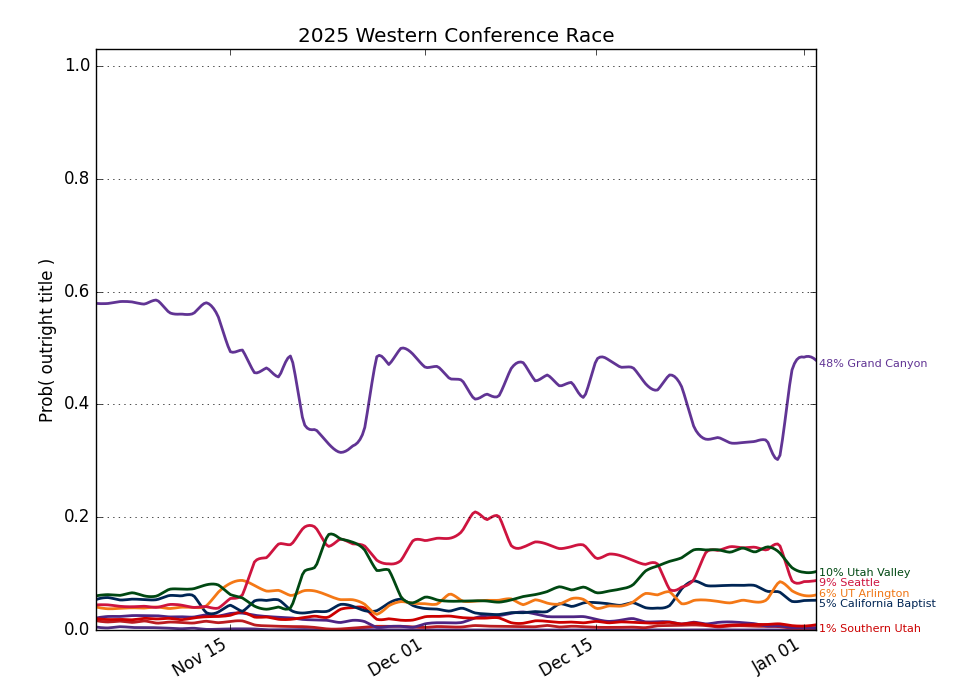 2025 Western Conference Race
1.0
0.8
0.6
0.4
0.2
0.0
Prob( outright title )
48% Grand Canyon
10% Utah Valley
9% Seattle
6% UT Arlington
5% California Baptist
1% Southern Utah
Nov 15
Dec 01
Dec 15
Jan 01